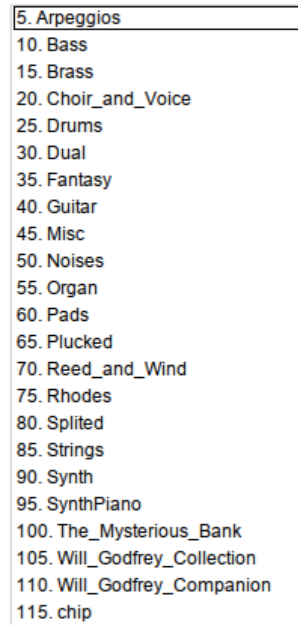 5. Arpeggios
10. Bass
15. Brass
20. Choir_and_Voice
25. Drums
30. Dual
35. Fantasy
40. Guitar
45. Misc
50. Noises
55. Organ
60. Pads
65. Plucked
70. Reed_and_Wind
75. Rhodes
80. Splited
85. Strings
90. Synth
95. SynthPiano
100. The_Mysterious_Bank
105. Will_Godfrey_Collection
110. Will_Godfrey_Companion
115. chip